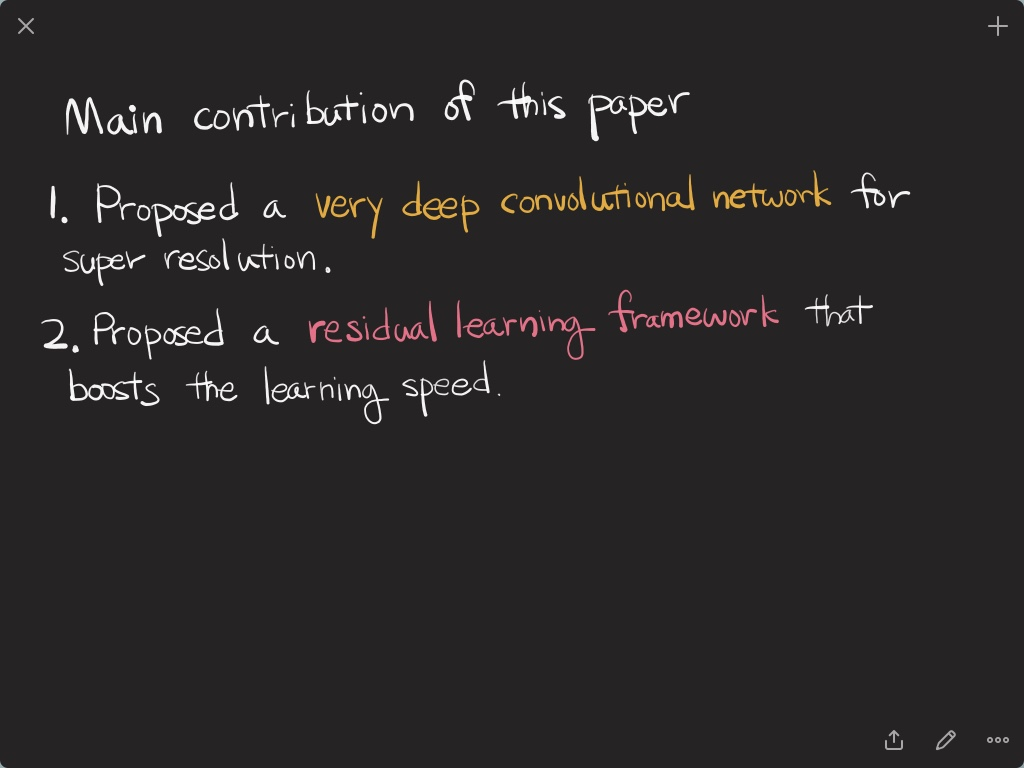 Main contribution of this paper
1. Proposed a very deep convolutional network for
super resolution.
2. Proposed a residual learning framework that
boosts the learning speed.